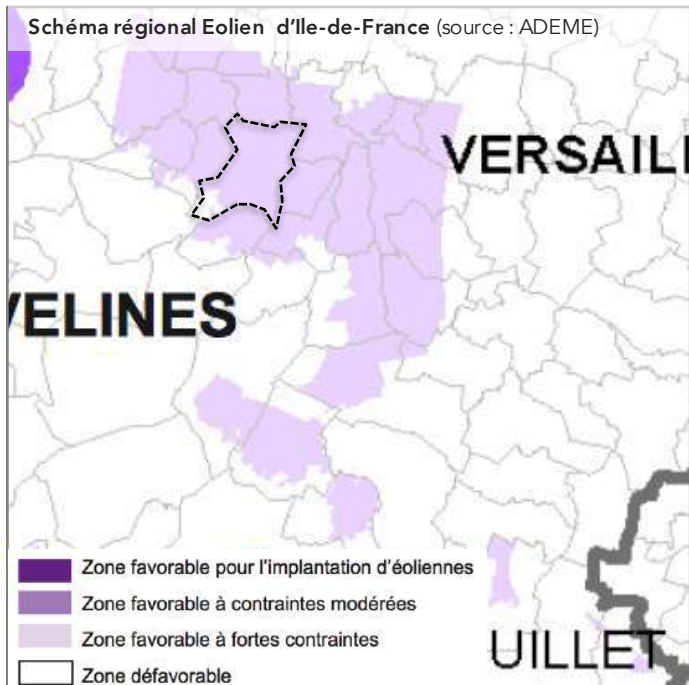 Schéma régional Eolien d'Ile-de-France (source : ADEME)
VERSAILL
VELINES
Zone favorable pour l'implantation d'éoliennes
Zone favorable à contraintes modérées
Zone favorable à fortes contraintes
UILLET
Zone défavorable